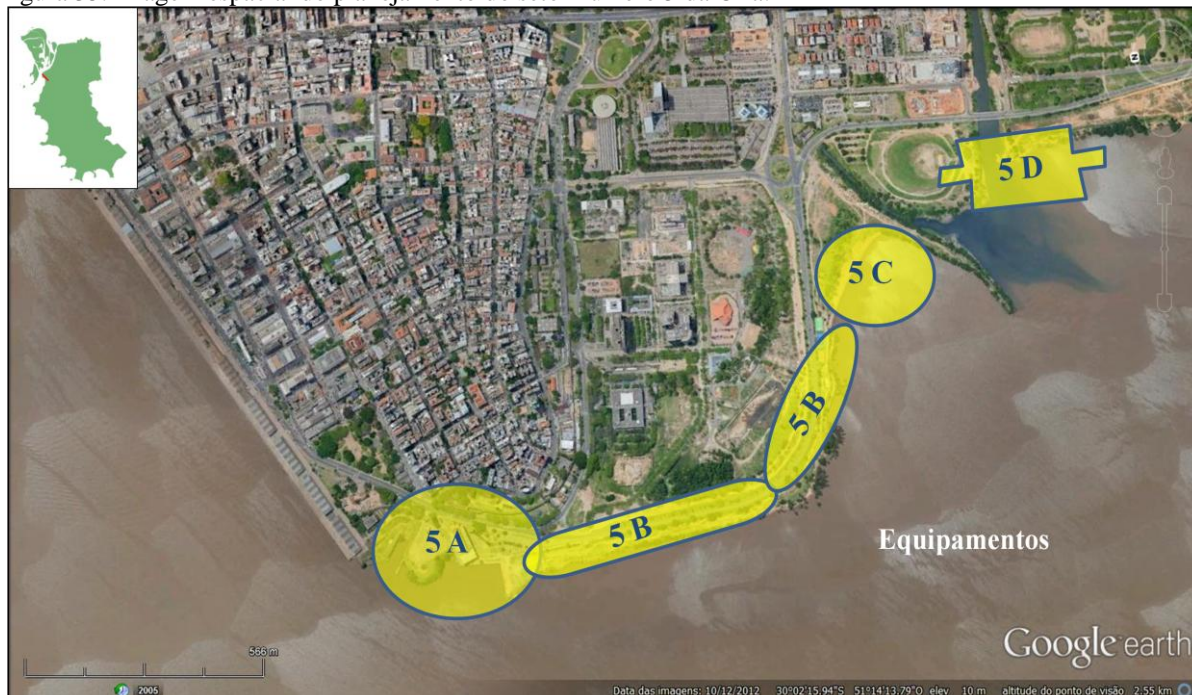 5 D
5 C
5 B
5 A
5 B
Equipamentos
Google earth
566 m
2005
Data das imagens: 10/12/2012 30°02'15.94"S 51°14'13.79"O elev 10 m altitude do ponto de visão 2.55 km